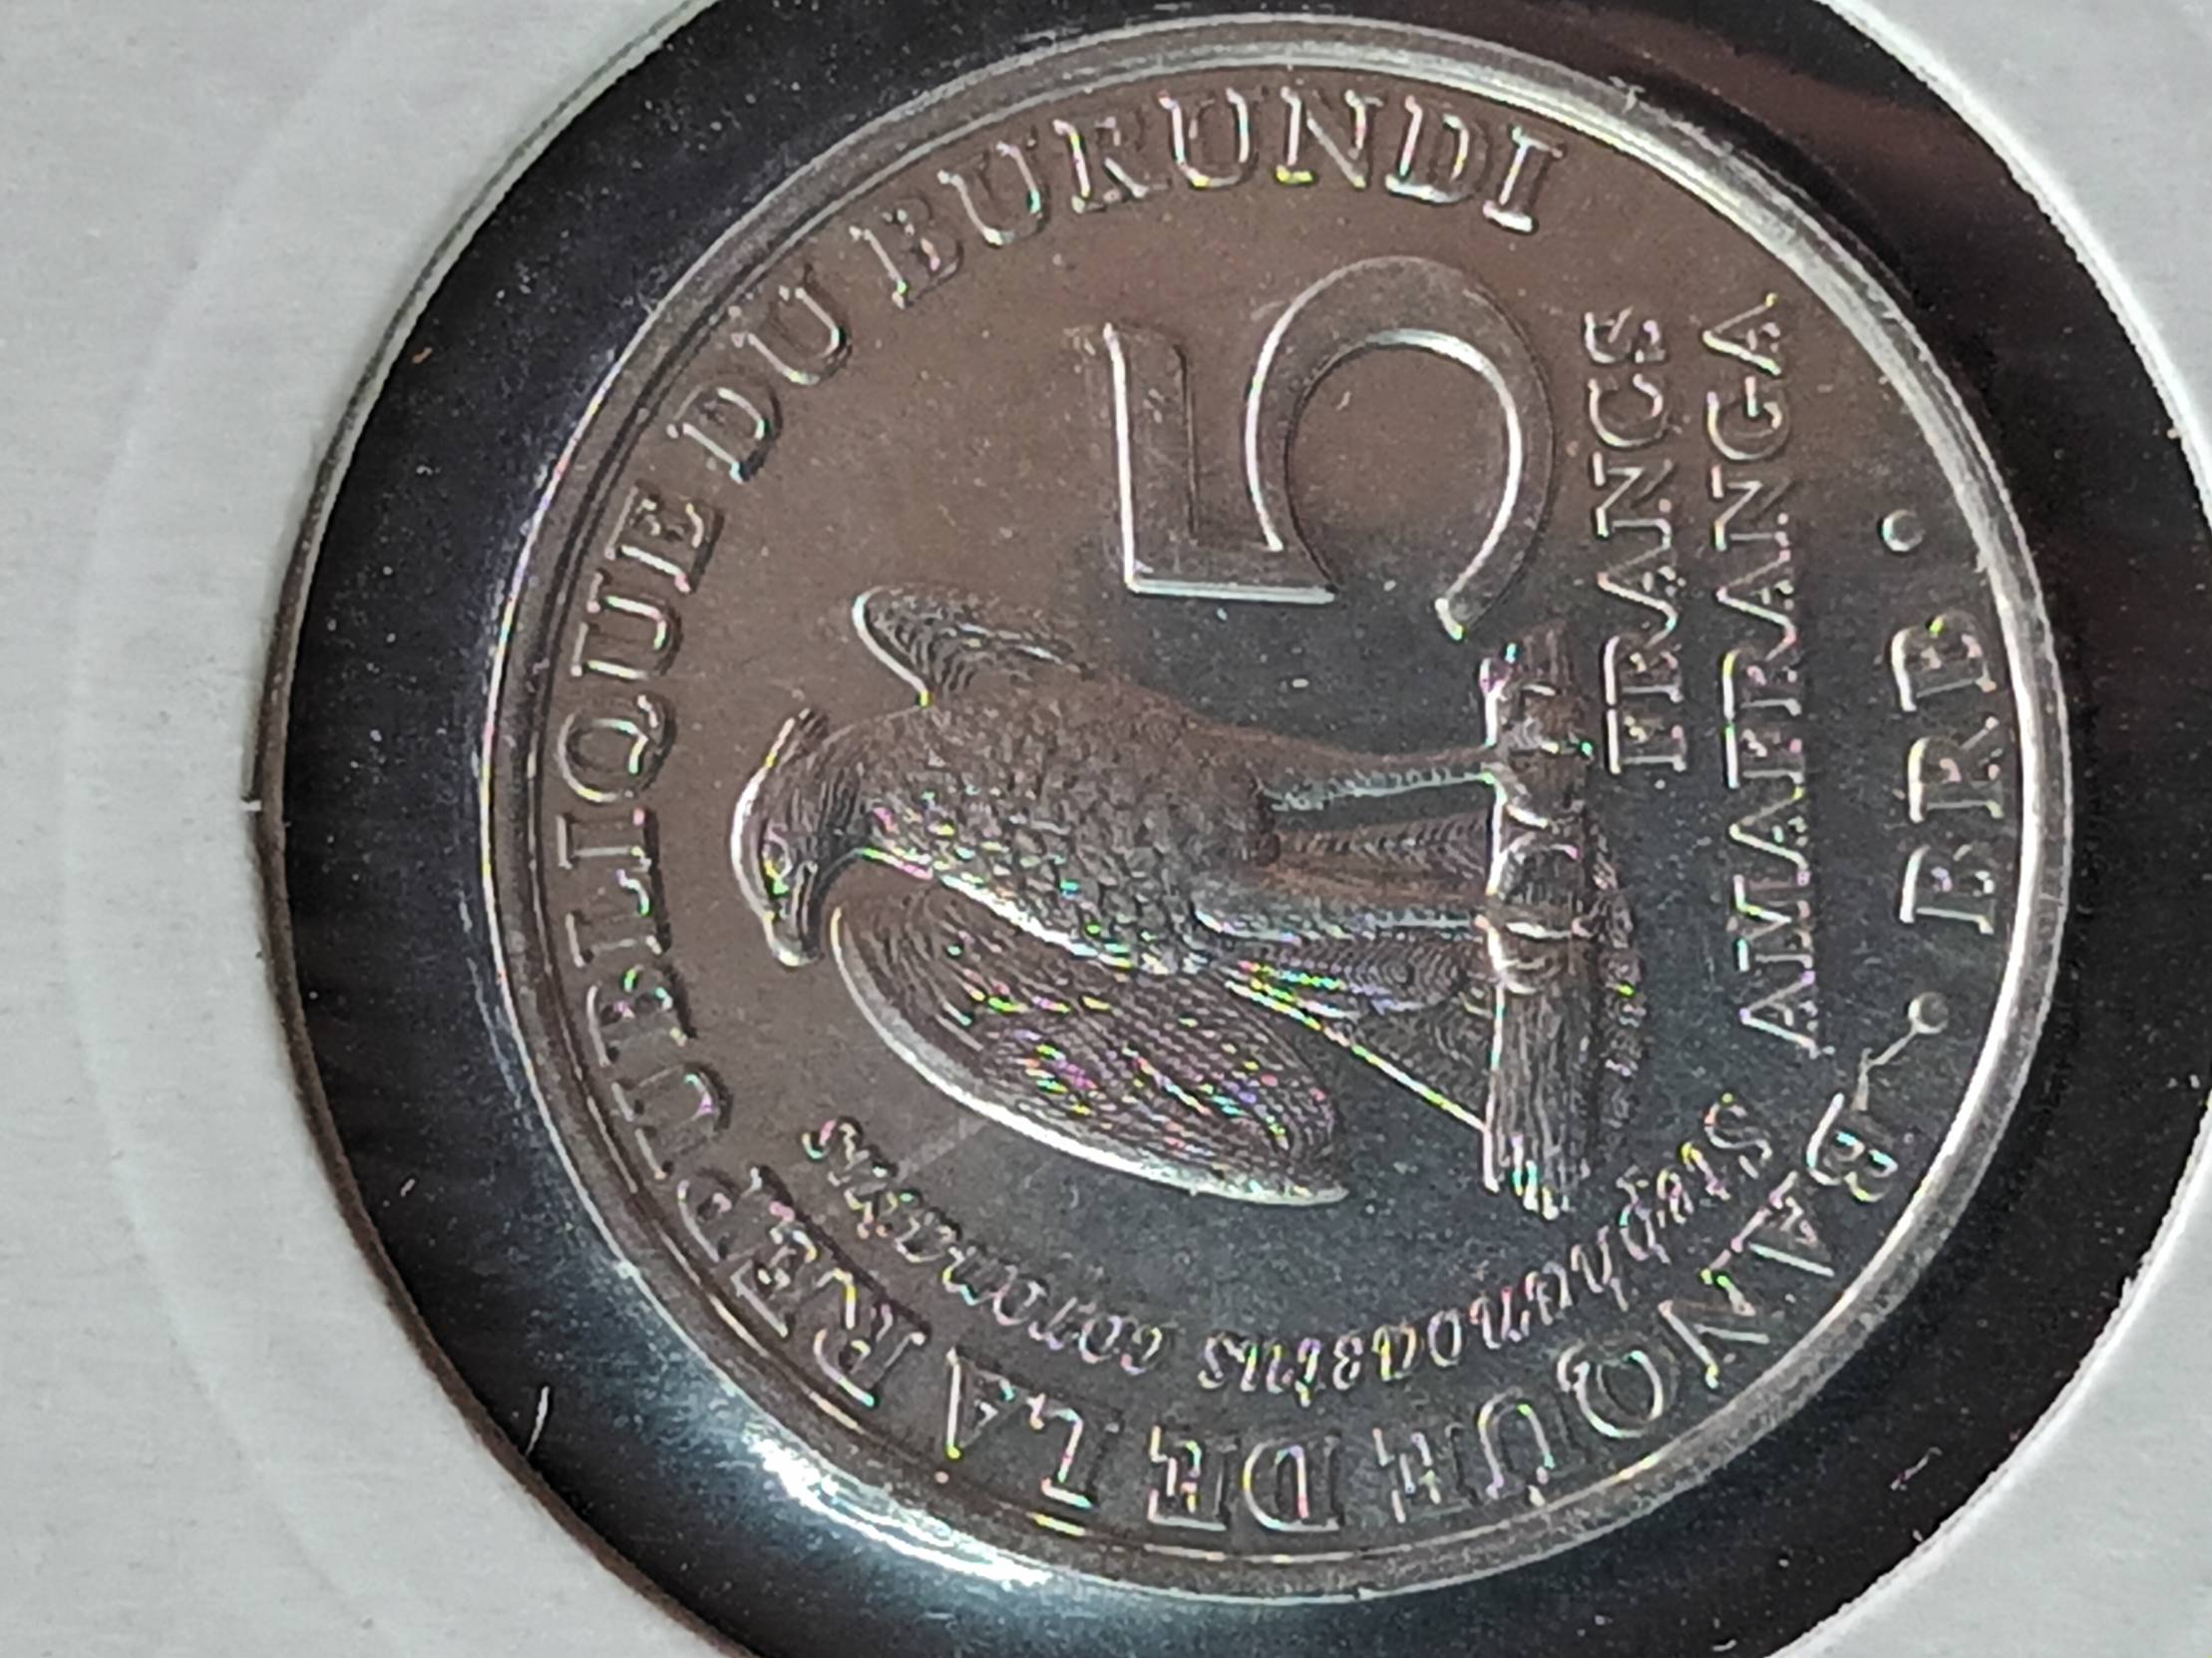 BANQUE DE LA REPUBLIQUE DU BURUNDI
Stephanoaetus coronatus
5
FRANCS
AMAFRANGA
• BRB •